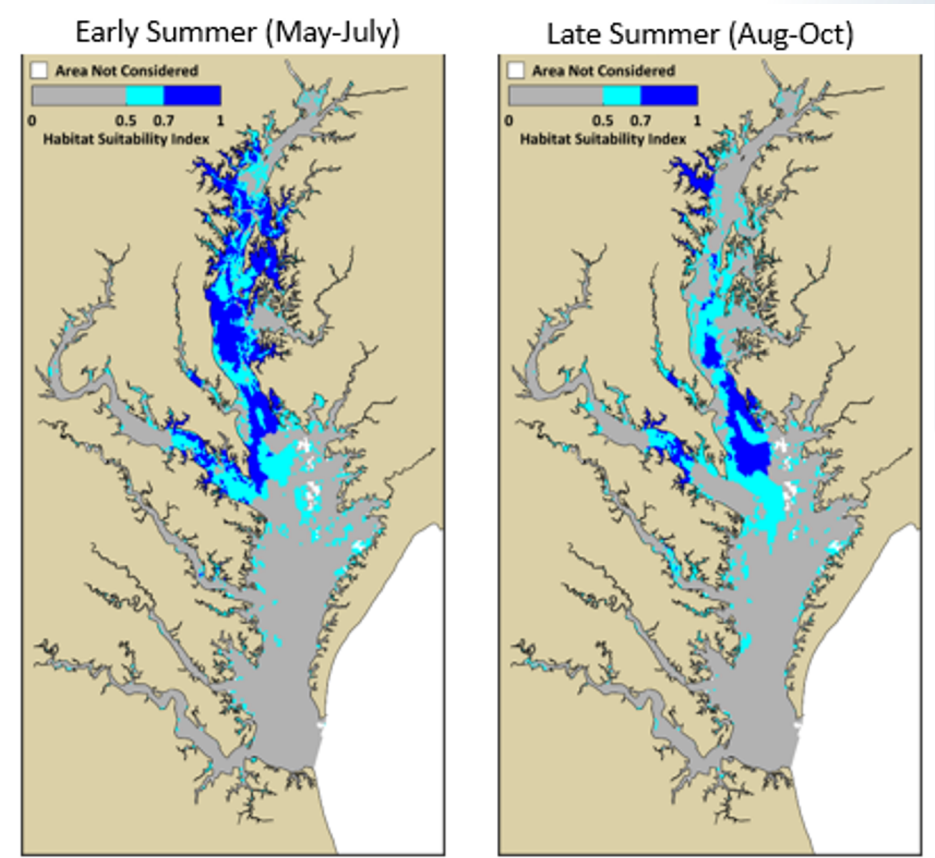 Early Summer (May-July)
Area Not Considered
0 0.5 0.7 1
Habitat Suitability Index
Late Summer (Aug-Oct)
Area Not Considered
0 0.5 0.7 1
Habitat Suitability Index